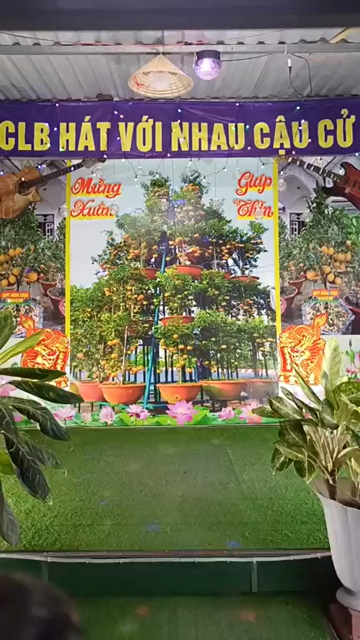 CLB HÁT VỚI NHAU CẬU CỬ
Mừng
Xuân
Giáp
Thìn